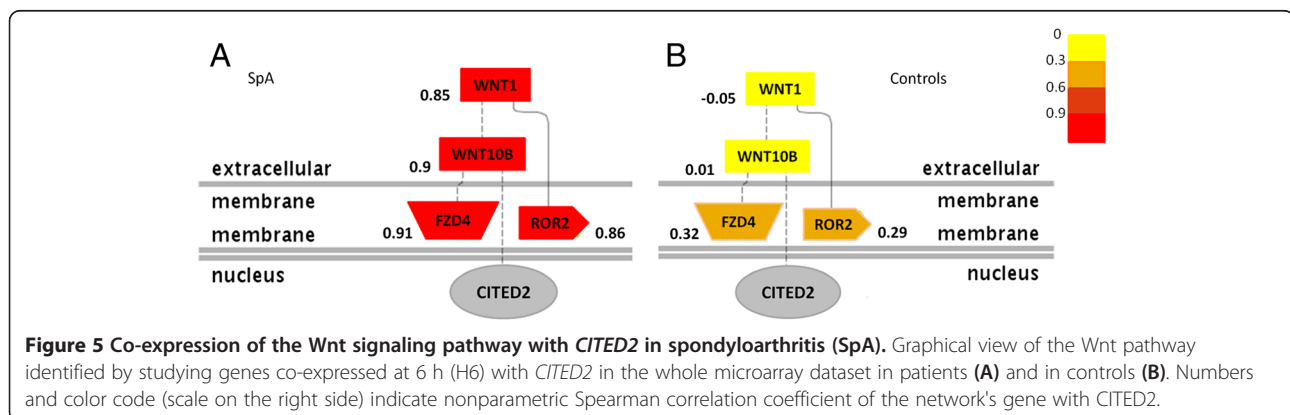 A
SpA
WNT1
0.85
WNT10B
0.9
extracellular
membrane
FZD4
ROR2
membrane
0.91
0.86
nucleus
CITED2
B
Controls
WNT1
-0.05
WNT10B
0.01
extracellular
membrane
FZD4
ROR2
membrane
0.32
0.29
nucleus
CITED2
0
0.3
0.6
0.9
Figure 5 Co-expression of the Wnt signaling pathway with CITED2 in spondyloarthritis (SpA). Graphical view of the Wnt pathway
identified by studying genes co-expressed at 6 h (H6) with CITED2 in the whole microarray dataset in patients (A) and in controls (B). Numbers
and color code (scale on the right side) indicate nonparametric Spearman correlation coefficient of the network's gene with CITED2.